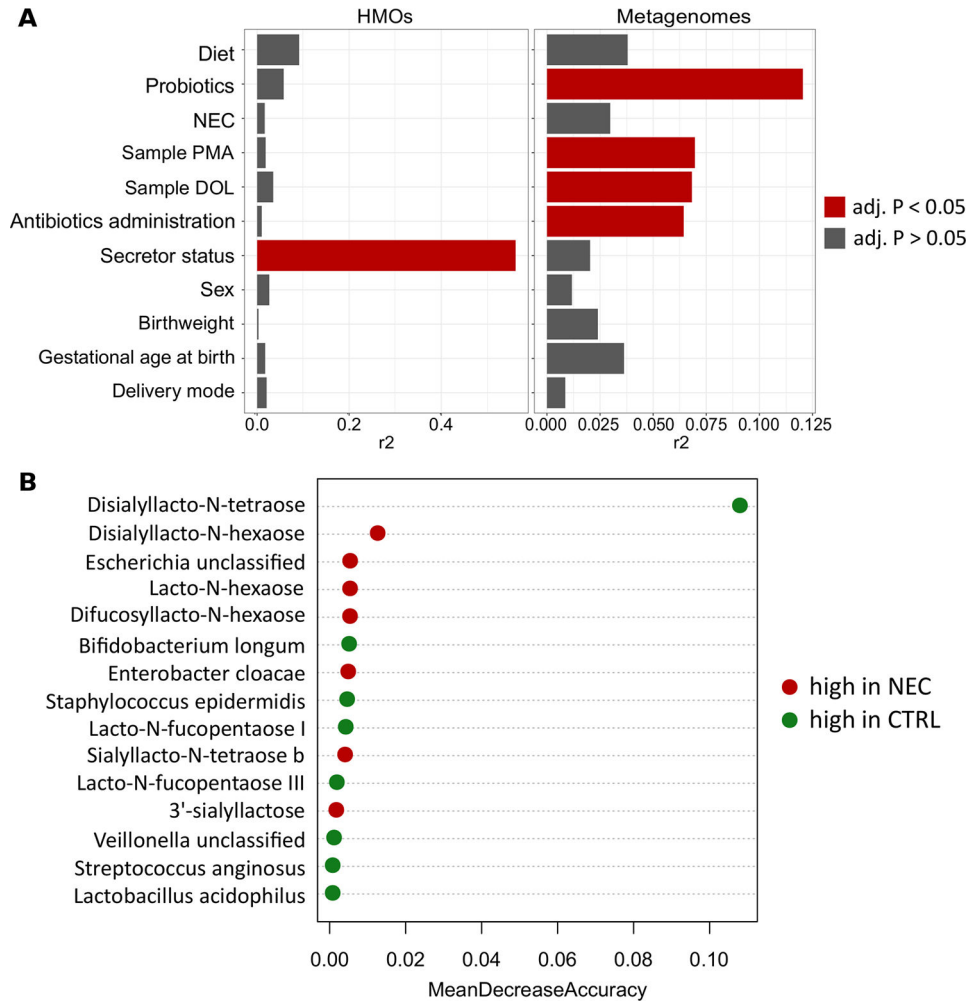 A
HMOs
Metagenomes
Diet
Probiotics
NEC
Sample PMA
Sample DOL
Antibiotics administration
Secretor status
Sex
Birthweight
Gestational age at birth
Delivery mode
0.0 0.2 0.4
r2
0.000 0.025 0.050 0.075 0.100 0.125
r2
adj. P < 0.05
adj. P > 0.05
B
Disialyllacto-N-tetraose
Disialyllacto-N-hexaose
Escherichia unclassified
Lacto-N-hexaose
Difucosyllacto-N-hexaose
Bifidobacterium longum
Enterobacter cloacae
Staphylococcus epidermidis
Lacto-N-fucopentaose I
Sialyllacto-N-tetraose b
Lacto-N-fucopentaose III
3'-sialyllactose
Veillonella unclassified
Streptococcus anginosus
Lactobacillus acidophilus
0.00 0.02 0.04 0.06 0.08 0.10
MeanDecreaseAccuracy
high in NEC
high in CTRL